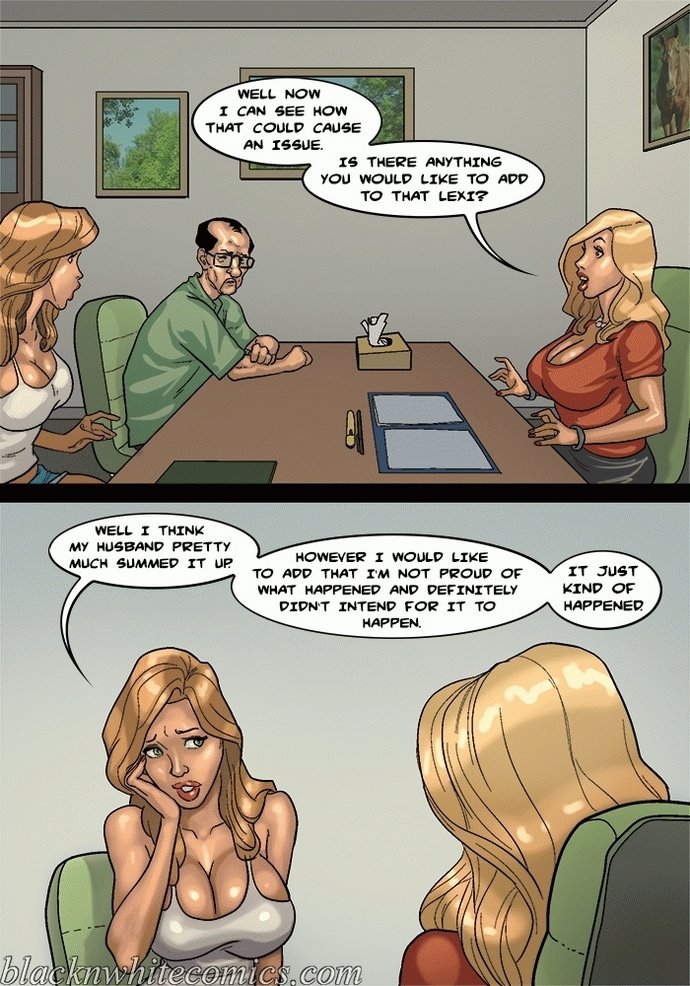 WELL NOW
I CAN SEE HOW
THAT COULD CAUSE
AN ISSUE.
IS THERE ANYTHING
YOU WOULD LIKE TO ADD
TO THAT LEXI?
WELL I THINK
MY HUSBAND PRETTY
MUCH SUMMED IT UP.
HOWEVER I WOULD LIKE
TO ADD THAT I'M NOT PROUD OF
WHAT HAPPENED AND DEFINITELY
DIDN'T INTEND FOR IT TO
HAPPEN.
IT JUST
KIND OF
HAPPENED.
blacknwhitecomics.com